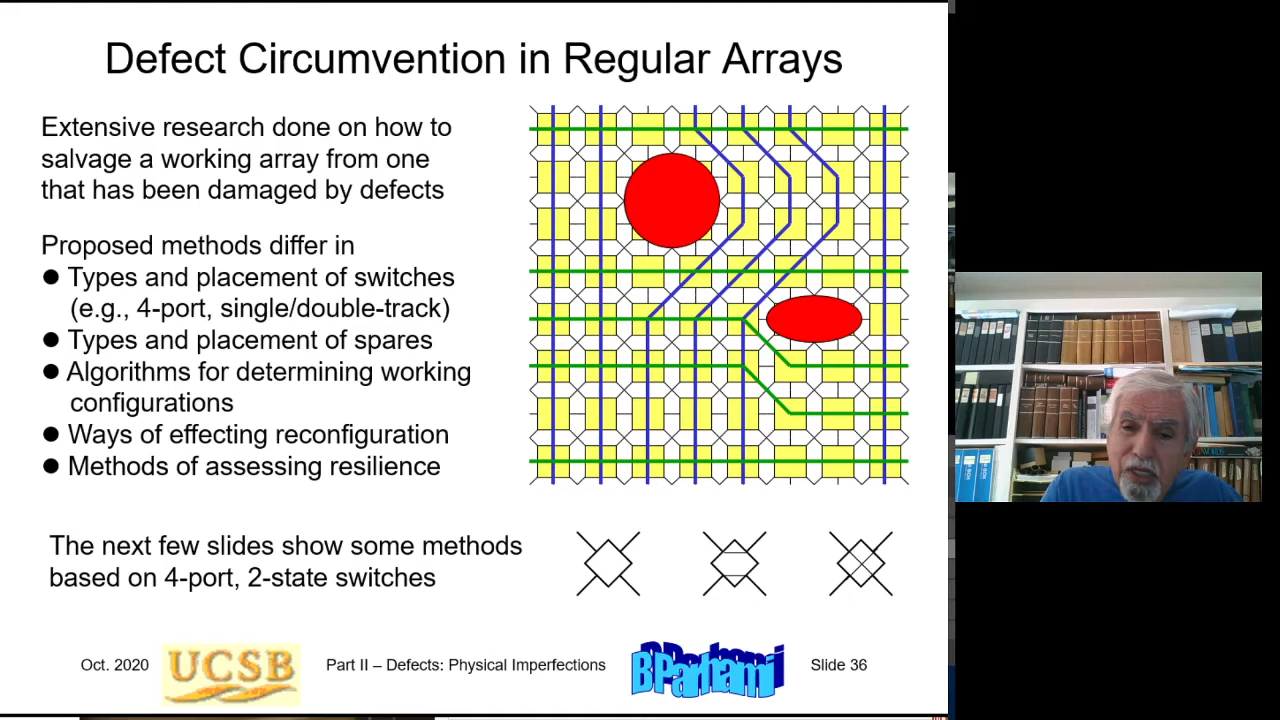 Defect Circumvention in Regular Arrays
Extensive research done on how to
salvage a working array from one
that has been damaged by defects
Proposed methods differ in
● Types and placement of switches
(e.g., 4-port, single/double-track)
● Types and placement of spares
● Algorithms for determining working
configurations
● Ways of effecting reconfiguration
● Methods of assessing resilience
The next few slides show some methods
based on 4-port, 2-state switches
Oct. 2020
UCSB
Part II – Defects: Physical Imperfections
BParhami
Slide 36